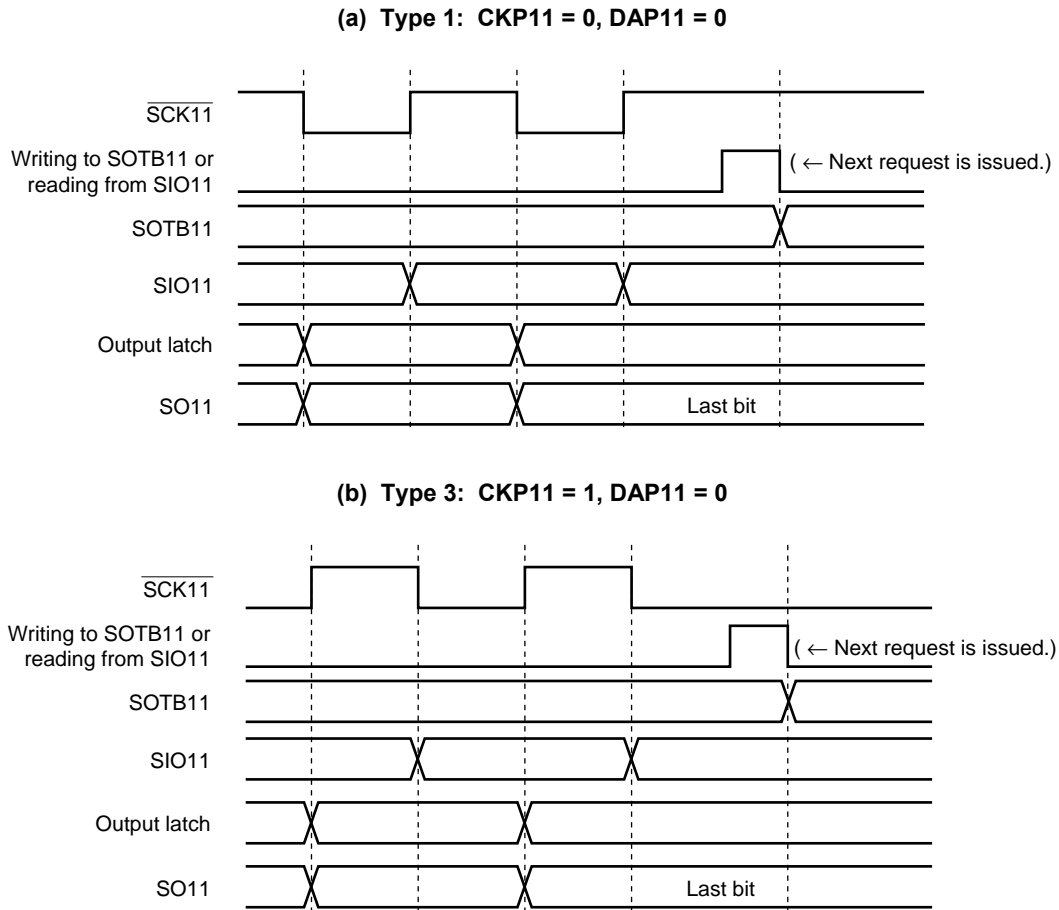 (a) Type 1: CKP11 = 0, DAP11 = 0
SCK11
Writing to SOTB11 or
reading from SIO11
( ← Next request is issued.)
SOTB11
SIO11
Output latch
SO11
Last bit
(b) Type 3: CKP11 = 1, DAP11 = 0
SCK11
Writing to SOTB11 or
reading from SIO11
( ← Next request is issued.)
SOTB11
SIO11
Output latch
SO11
Last bit